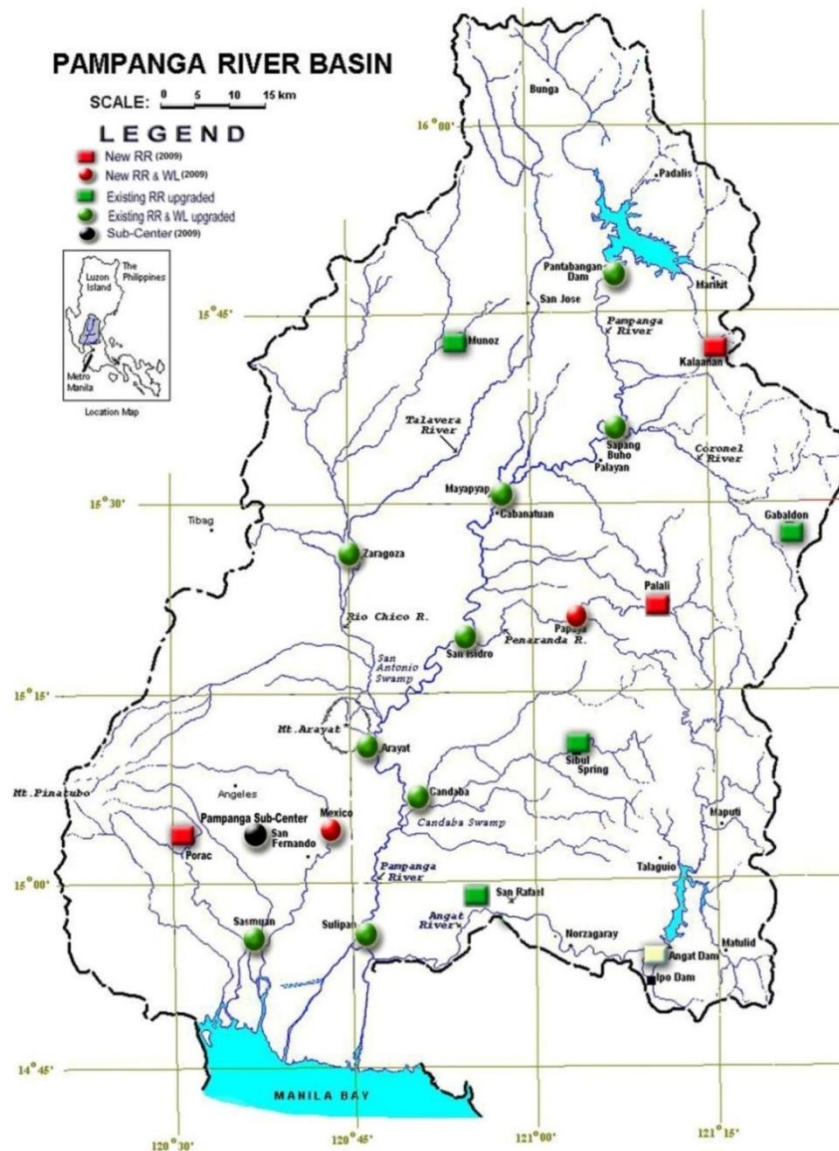 PAMPANGA RIVER BASIN
SCALE: 0 5 10 15 km
LEGEND
New RR (2009)
New RR & WL (2009)
Existing RR upgraded
Existing RR & WL upgraded
Sub-Center (2009)
Luzon
Island
The
Philippines
Metro
Manila
Location Map
Bunga
16°00'
Padalis
Pantabangan
Dam
Marikit
San Jose
15°45'
Pampanga
River
Munoz
Kalaanan
Talavera
River
Sapang
Buho
Palayan
Coronel
River
Mayapyap
Cabanatuan
15°30'
Gabaldon
Tibag
Zaragoza
Palali
Rio Chico R.
Papaya
Penaranda R.
San Isidro
San
Antonio
Swamp
15°15'
Mt.Arayat
Arayat
Sibul
Spring
Mt.Pinatubo
Angeles
Candaba
Maputi
Pampanga Sub-Center
Mexico
San
Fernando
Candaba Swamp
Porac
Talaguio
Pampanga
River
15°00'
San Rafael
Angat
River
Sasmuan
Sulipan
Norzagaray
Matulid
Angat Dam
Ipo Dam
14°45'
MANILA BAY
120°30'
120°45'
121°00'
121°15'